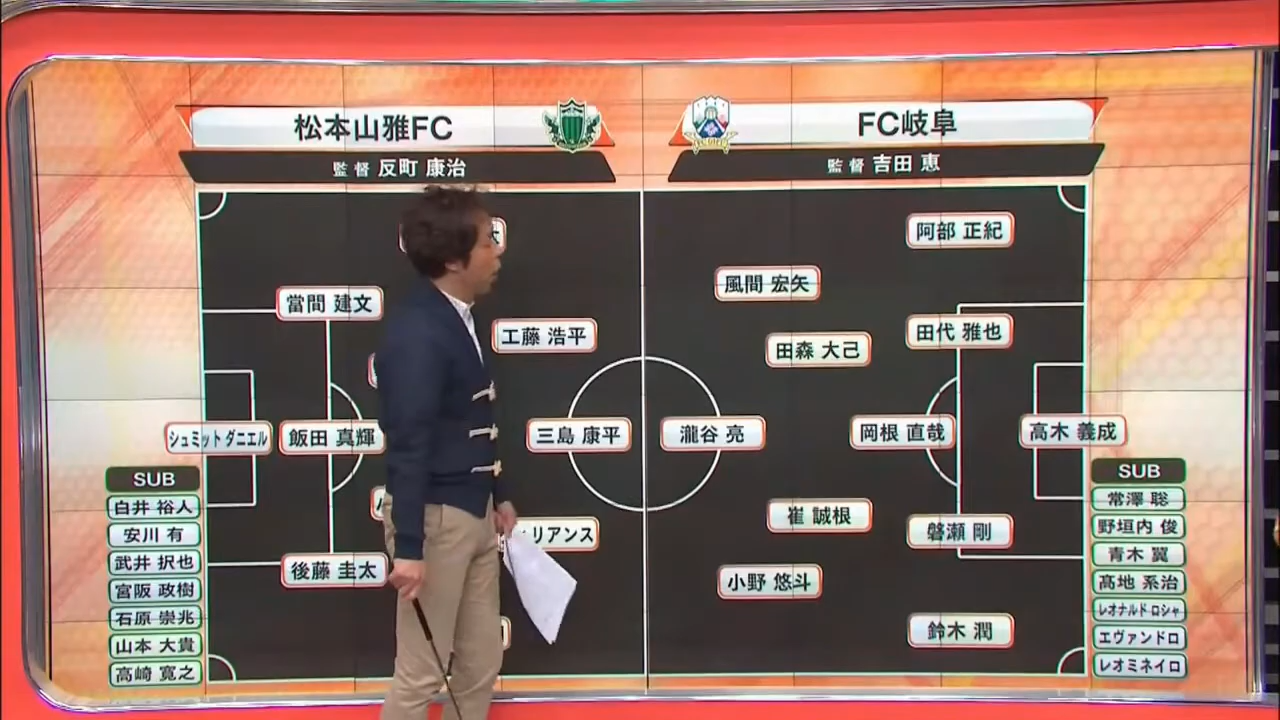 松本山雅FC
監督 反町 康治
FC岐阜
監督 吉田 恵
當間 建文
工藤 浩平
シュミット ダニエル
飯田 真輝
三島 康平
後藤 圭太
リアンス
阿部 正紀
風間 宏矢
田代 雅也
田森 大己
瀧谷 亮
岡根 直哉
高木 義成
崔 誠根
磐瀬 剛
小野 悠斗
鈴木 潤
SUB
白井 裕人
安川 有
武井 択也
宮阪 政樹
石原 崇兆
山本 大貴
高崎 寛之
SUB
常澤 聡
野垣内 俊
青木 翼
高地 系治
レオナルド ロシャ
エヴァンドロ
レオミネイロ